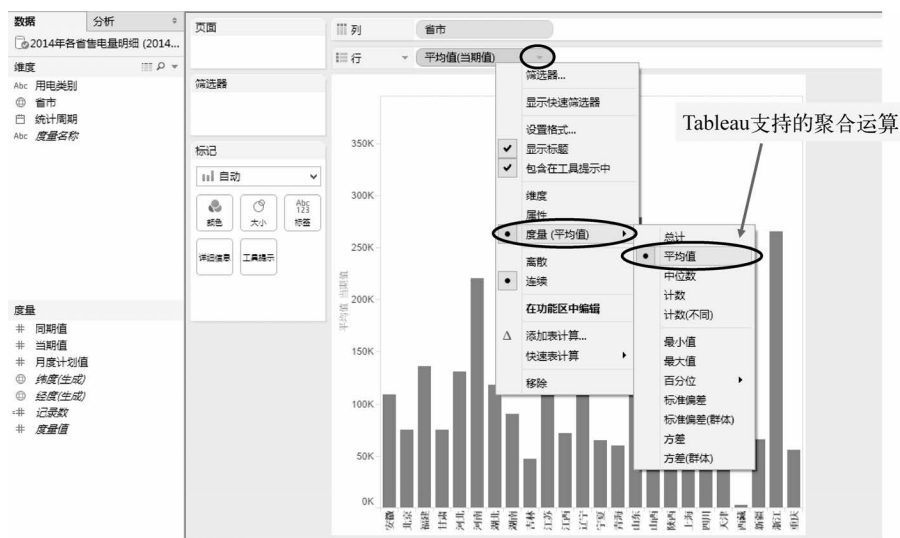 数据
分析
2014年各省售电量明细 (2014...
维度
Abc 用电类别
省市
统计周期
Abc 度量名称
度量
# 同期值
# 当期值
# 月度计划值
纬度(生成)
经度(生成)
=# 记录数
# 度量值
页面
筛选器
标记
自动
颜色
大小
Abc
123
标签
详细信息
工具提示
列
省市
行
平均值(当期值)
筛选器...
显示快速筛选器
设置格式...
显示标题
包含在工具提示中
维度
属性
度量 (平均值)
离散
连续
在功能区中编辑
Δ 添加表计算...
快速表计算
移除
总计
平均值
中位数
计数
计数(不同)
最小值
最大值
百分位
标准偏差
标准偏差(群体)
方差
方差(群体)
Tableau支持的聚合运算
平均值 当期值
350K
300K
250K
200K
150K
100K
50K
0K
安徽
北京
福建
甘肃
河北
河南
湖北
湖南
吉林
江苏
江西
辽宁
宁夏
青海
山东
山西
陕西
上海
四川
天津
西藏
新疆
浙江
重庆